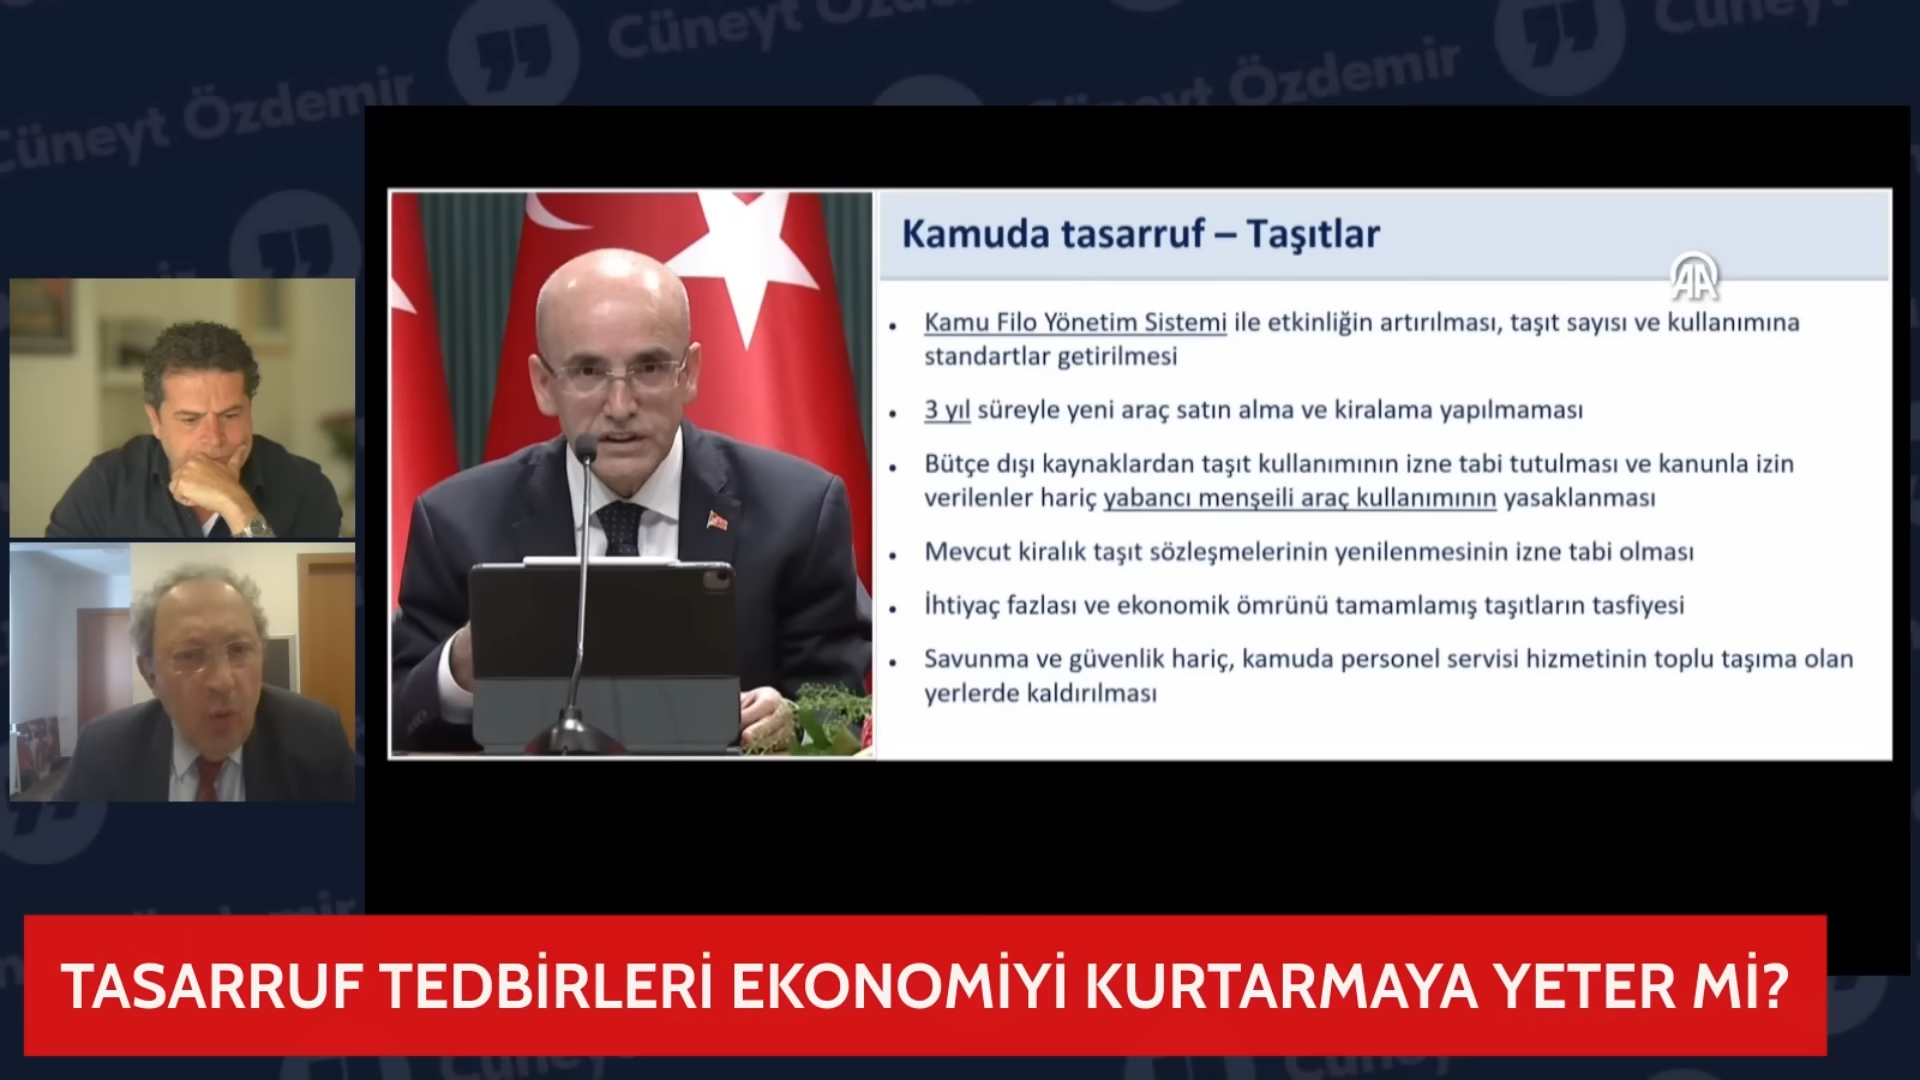 Cüneyt Özdemir
Cüneyt Özdemir
Kamuda tasarruf – Taşıtlar
AA
• Kamu Filo Yönetim Sistemi ile etkinliğin artırılması, taşıt sayısı ve kullanımına
standartlar getirilmesi
• 3 yıl süreyle yeni araç satın alma ve kiralama yapılmaması
• Bütçe dışı kaynaklardan taşıt kullanımının izne tabi tutulması ve kanunla izin
verilenler hariç yabancı menşeili araç kullanımının yasaklanması
• Mevcut kiralık taşıt sözleşmelerinin yenilenmesinin izne tabi olması
• İhtiyaç fazlası ve ekonomik ömrünü tamamlamış taşıtların tasfiyesi
• Savunma ve güvenlik hariç, kamuda personel servisi hizmetinin toplu taşıma olan
yerlerde kaldırılması
TASARRUF TEDBİRLERİ EKONOMİYİ KURTARMAYA YETER Mİ?